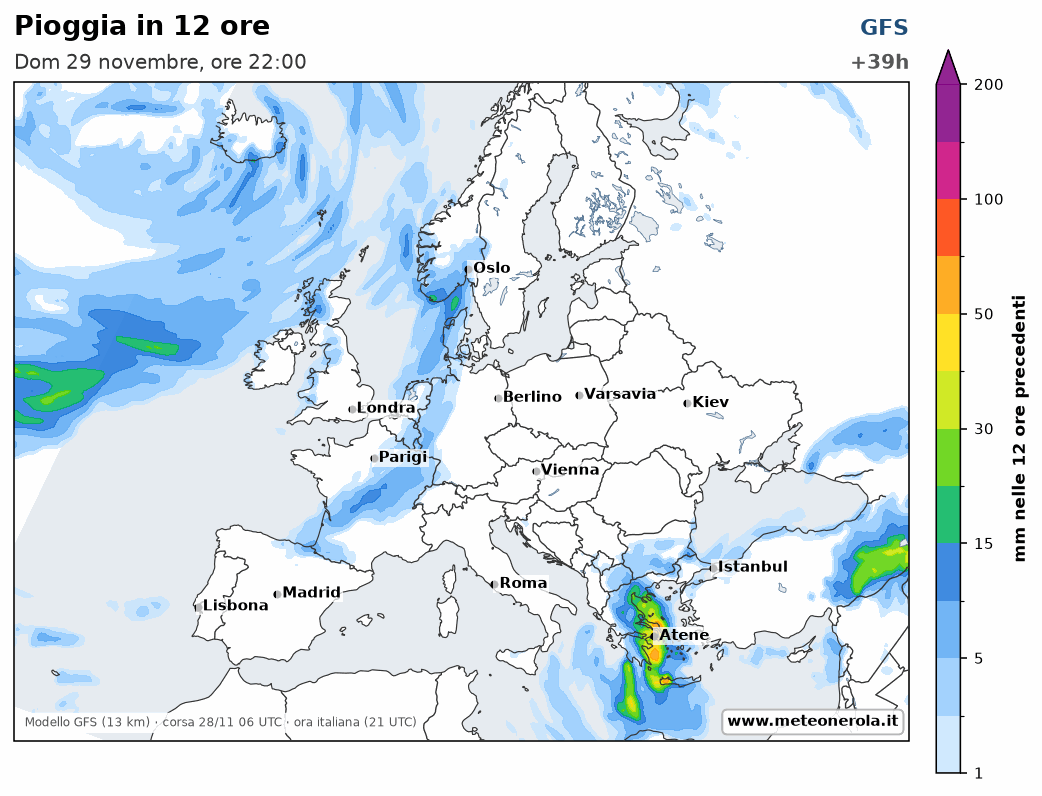 Pioggia in 12 ore
GFS
Dom 29 novembre, ore 22:00
+39h
200
100
50
30
15
5
1
mm nelle 12 ore precedenti
Oslo
Berlino
Varsavia
Kiev
Londra
Parigi
Vienna
Istanbul
Roma
Madrid
Lisbona
Atene
Modello GFS (13 km) · corsa 28/11 06 UTC · ora italiana (21 UTC)
www.meteonerola.it